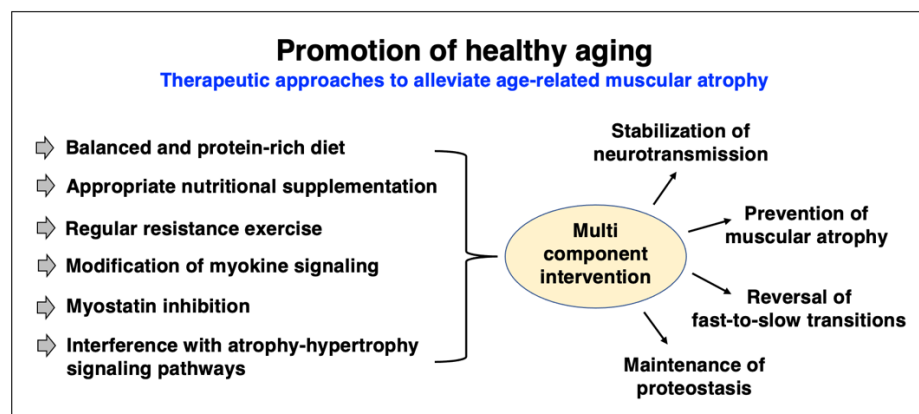 Promotion of healthy aging
Therapeutic approaches to alleviate age-related muscular atrophy
Balanced and protein-rich diet
Appropriate nutritional supplementation
Regular resistance exercise
Modification of myokine signaling
Myostatin inhibition
Interference with atrophy-hypertrophy
signaling pathways
Multi
component
intervention
Stabilization of
neurotransmission
Prevention of
muscular atrophy
Reversal of
fast-to-slow transitions
Maintenance of
proteostasis